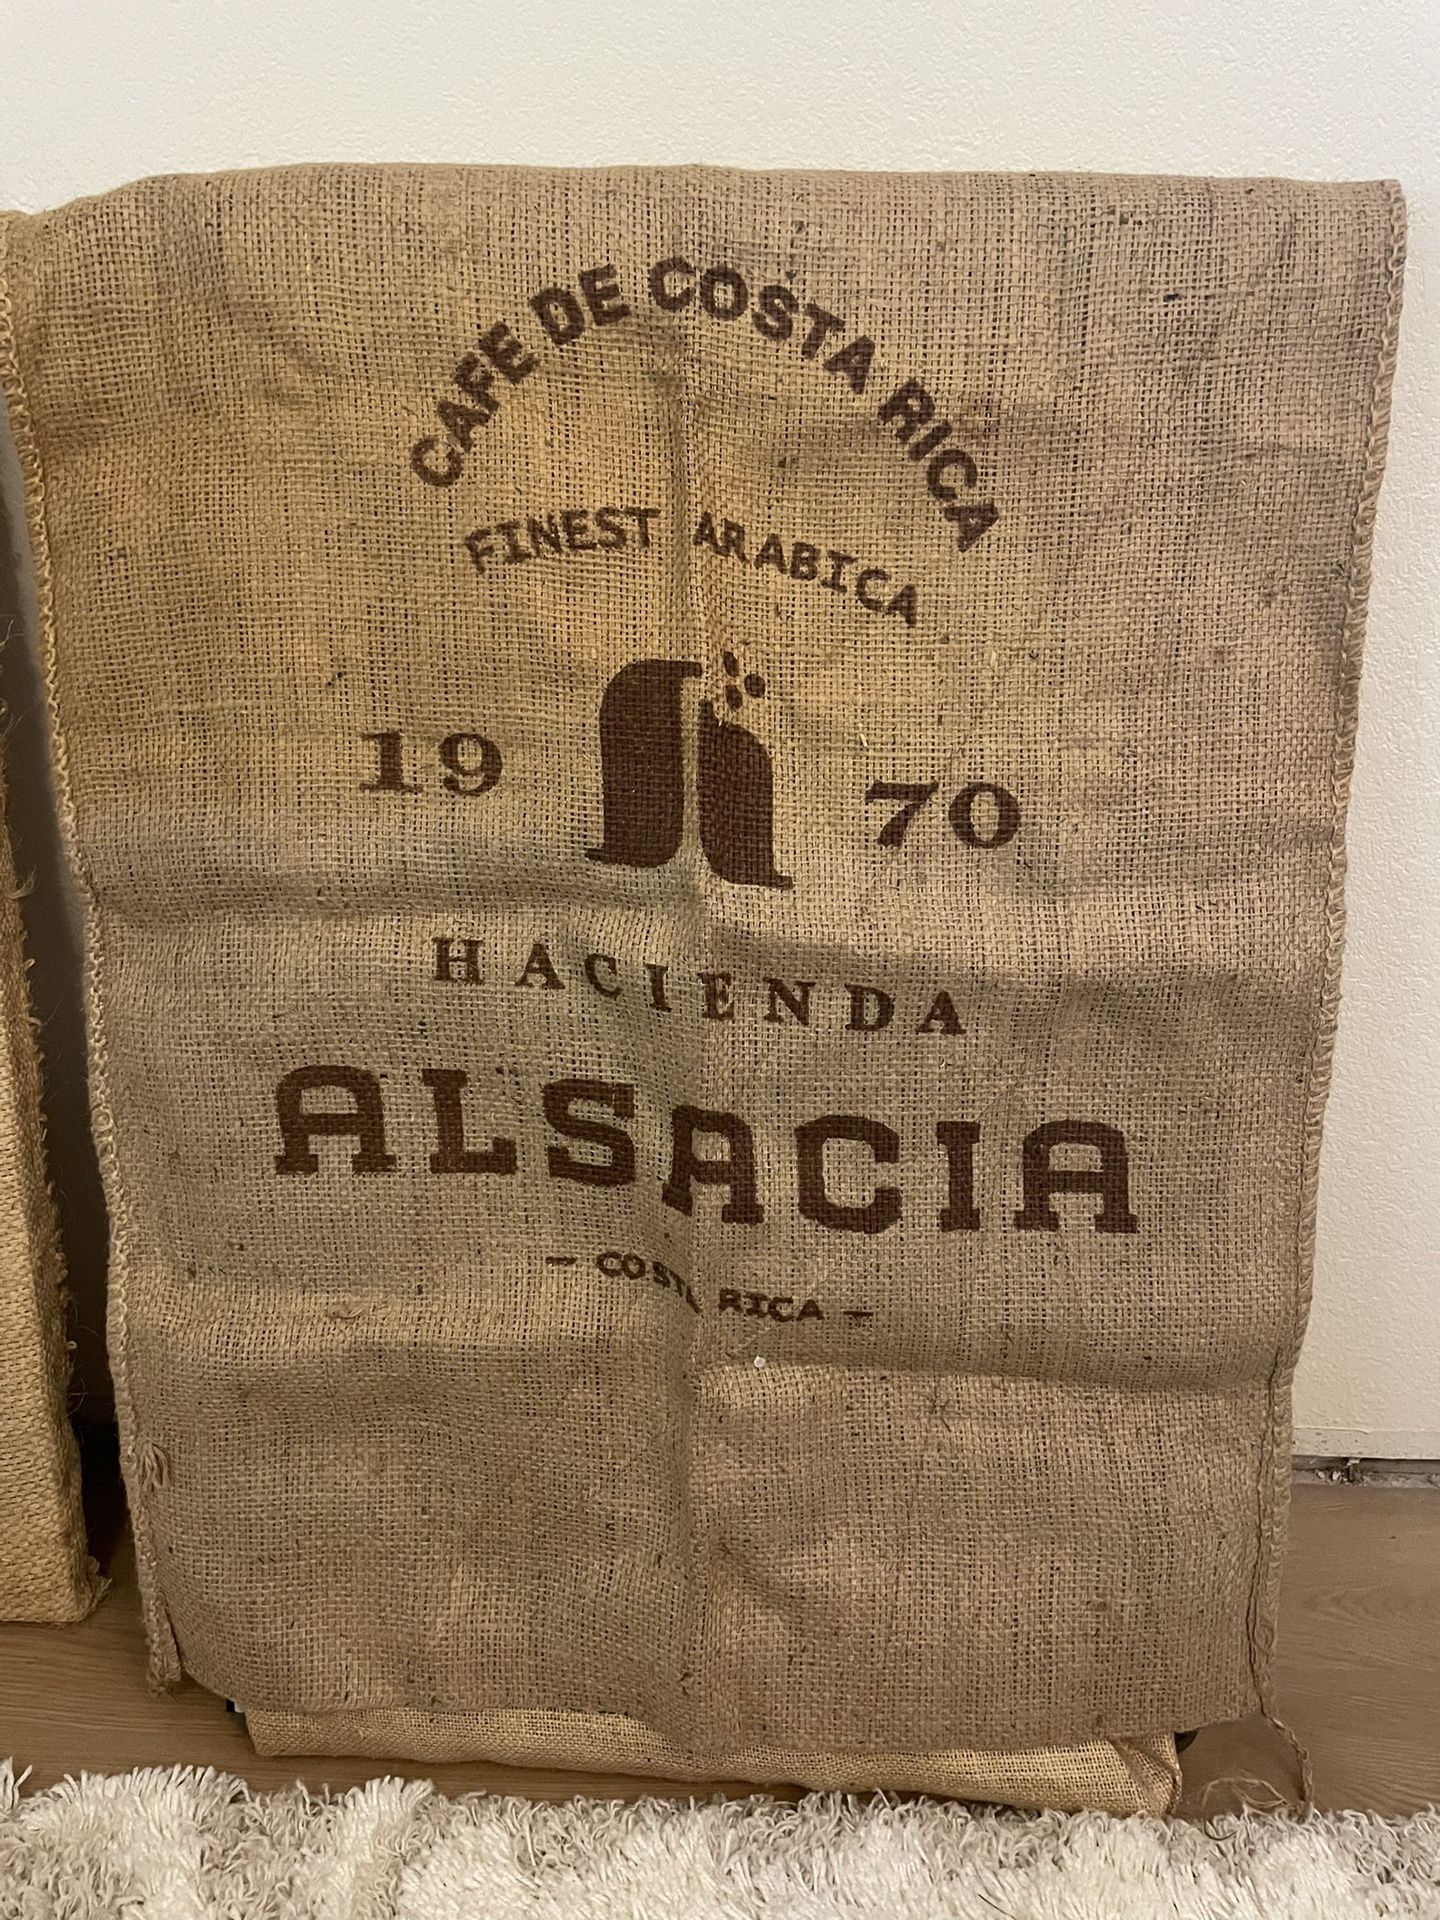 CAFE DE COSTA RICA
FINEST ARABICA
19 70
HACIENDA
ALSACIA
- COSTA RICA -